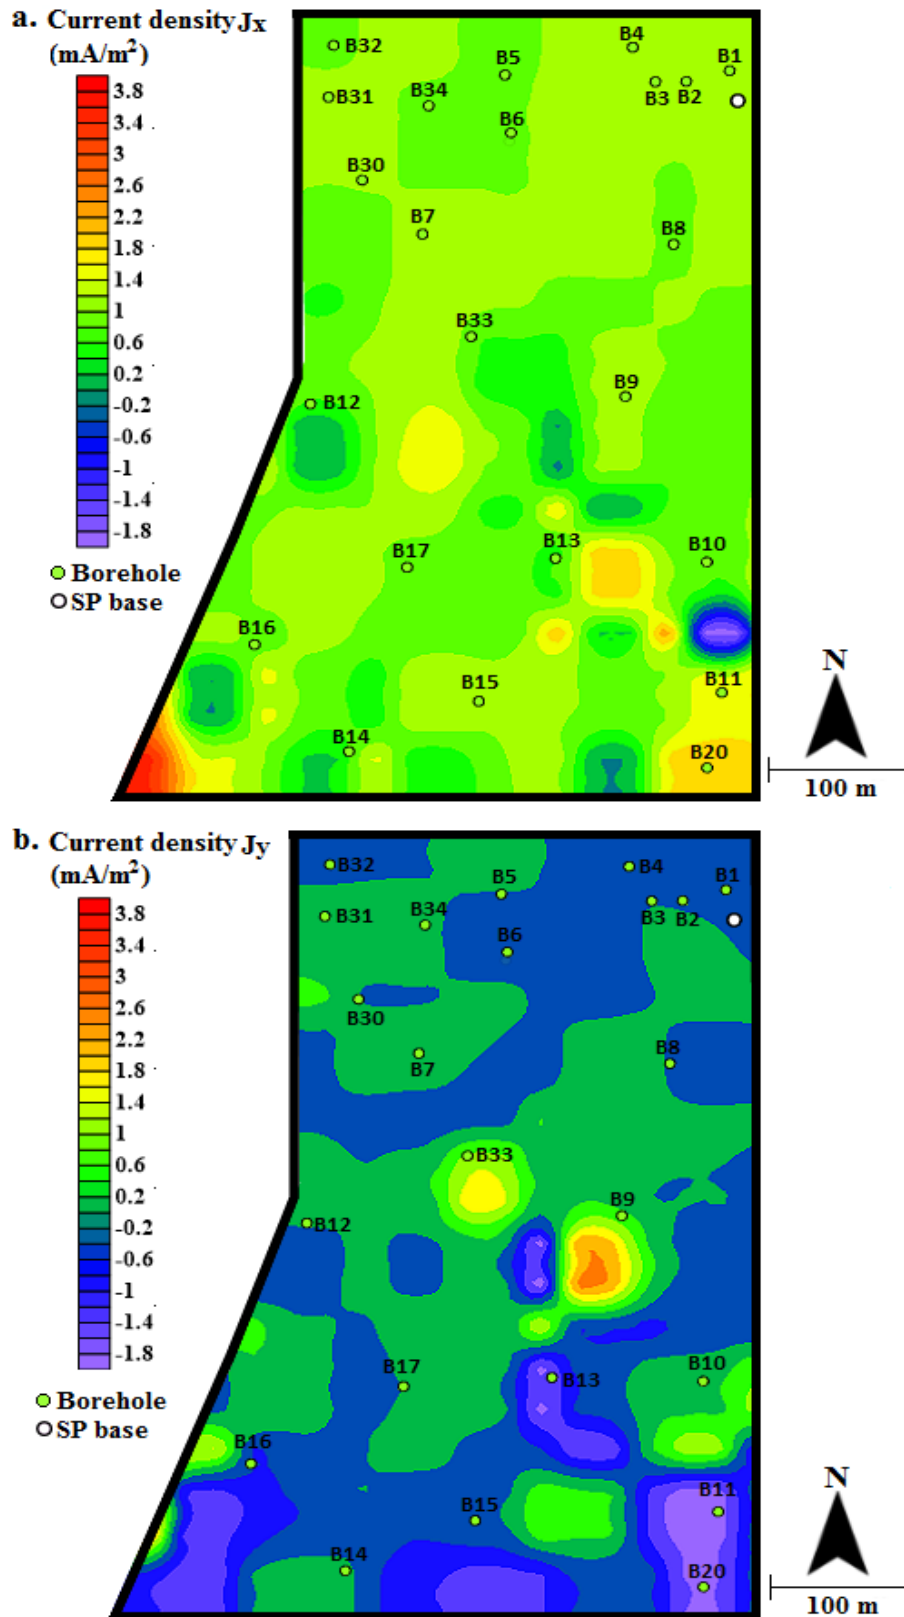 a. Current density Jx
(mA/m²)
3.8
3.4
3
2.6
2.2
1.8
1.4
1
0.6
0.2
-0.2
-0.6
-1
-1.4
-1.8
Borehole
SP base
B32
B4
B5
B1
B31
B34
B3
B2
B6
B30
B7
B8
B33
B9
B12
B17
B13
B10
B16
B15
B11
B14
B20
N
100 m
b. Current density Jy
(mA/m²)
3.8
3.4
3
2.6
2.2
1.8
1.4
1
0.6
0.2
-0.2
-0.6
-1
-1.4
-1.8
Borehole
SP base
B32
B4
B5
B1
B31
B34
B3
B2
B6
B30
B7
B8
B33
B9
B12
B17
B13
B10
B16
B15
B11
B14
B20
N
100 m